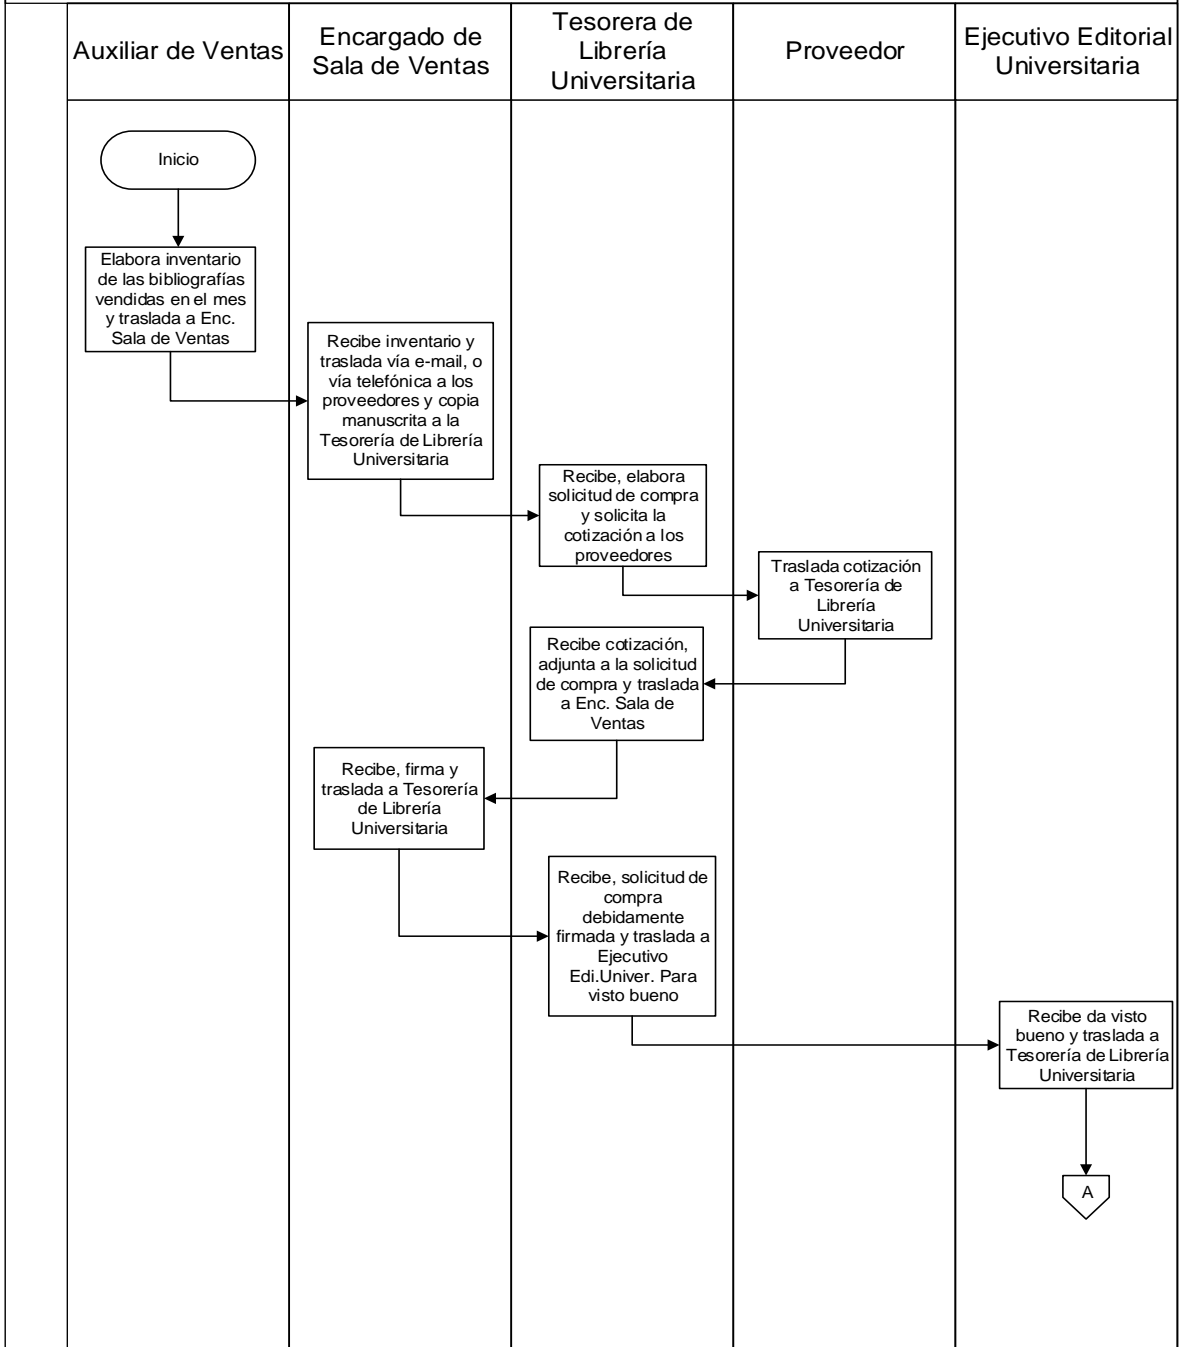 Auxiliar de Ventas
Encargado de
Sala de Ventas
Tesorera de
Librería
Universitaria
Proveedor
Ejecutivo Editorial
Universitaria
Inicio
Elabora inventario
de las bibliografías
vendidas en el mes
y traslada a Enc.
Sala de Ventas
Recibe inventario y
traslada vía e-mail, o
vía telefónica a los
proveedores y copia
manuscrita a la
Tesorería de Librería
Universitaria
Recibe, elabora
solicitud de compra
y solicita la
cotización a los
proveedores
Traslada cotización
a Tesorería de
Librería
Universitaria
Recibe cotización,
adjunta a la solicitud
de compra y traslada
a Enc. Sala de
Ventas
Recibe, firma y
traslada a Tesorería
de Librería
Universitaria
Recibe, solicitud de
compra
debidamente
firmada y traslada a
Ejecutivo
Edi.Univer. Para
visto bueno
Recibe da visto
bueno y traslada a
Tesorería de Librería
Universitaria
A